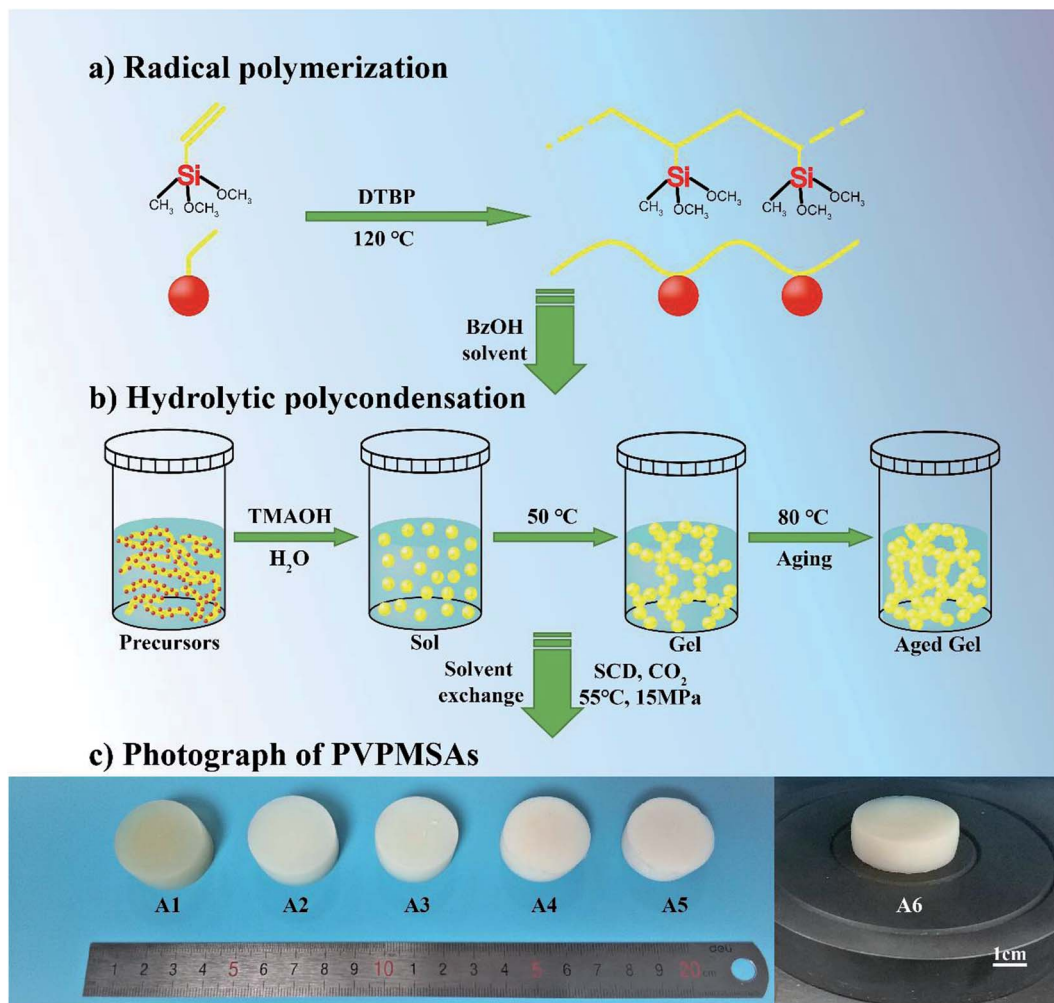 a) Radical polymerization
Si
CH₃
OCH₃
OCH₃
DTBP
120 ℃
Si
CH₃
OCH₃
OCH₃
Si
CH₃
OCH₃
OCH₃
BzOH
solvent
b) Hydrolytic polycondensation
TMAOH
H₂O
50 ℃
80 ℃
Aging
Precursors
Sol
Gel
Aged Gel
Solvent
exchange
SCD, CO₂
55℃, 15MPa
c) Photograph of PVPMSAs
A1
A2
A3
A4
A5
A6
1cm
deli
1 2 3 4 5 6 7 8 9 10 1 2 3 4 5 6 7 8 9 20 cm